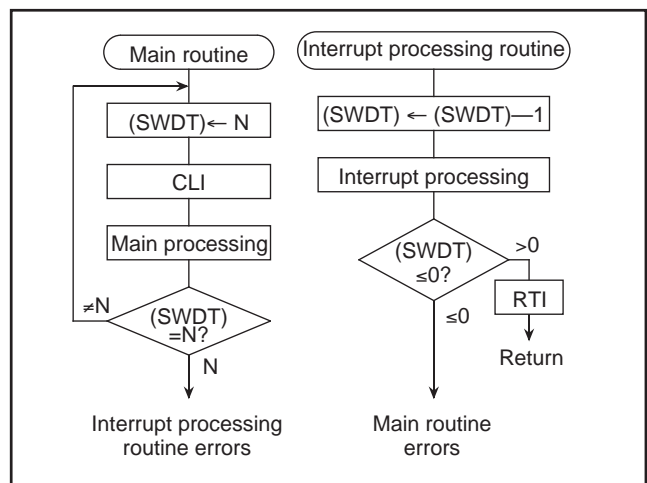 Main routine
(SWDT)← N
CLI
Main processing
≠N
(SWDT)
=N?
N
Interrupt processing
routine errors
Interrupt processing routine
(SWDT) ← (SWDT)—1
Interrupt processing
(SWDT)
≤0?
>0
RTI
Return
≤0
Main routine
errors